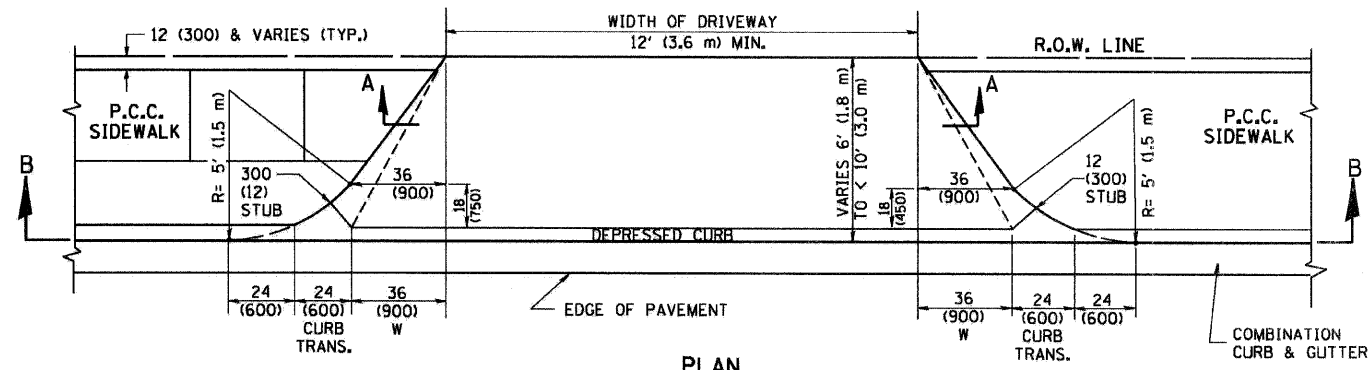 12 (300) & VARIES (TYP.)
WIDTH OF DRIVEWAY
12' (3.6 m) MIN.
R.O.W. LINE
A
A
P.C.C.
SIDEWALK
P.C.C.
SIDEWALK
R= 5' (1.5 m)
VARIES 6' (1.8 m)
TO < 10' (3.0 m)
R= 5' (1.5 m)
B
B
300
(12)
STUB
36
(900)
18
(750)
36
(900)
18
(450)
12
(300)
STUB
DEPRESSED CURB
24
(600)
24
(600)
CURB
TRANS.
36
(900)
W
EDGE OF PAVEMENT
36
(900)
W
24
(600)
CURB
TRANS.
24
(600)
COMBINATION
CURB & GUTTER
PLAN